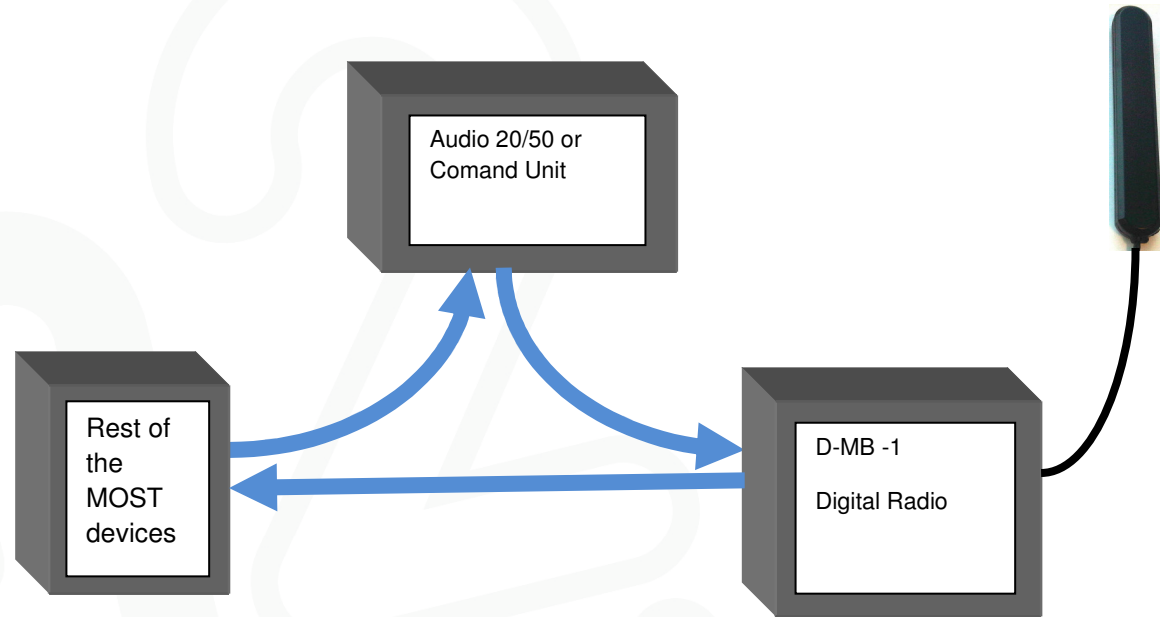 Audio 20/50 or
Comand Unit
Rest of
the
MOST
devices
D-MB -1
Digital Radio